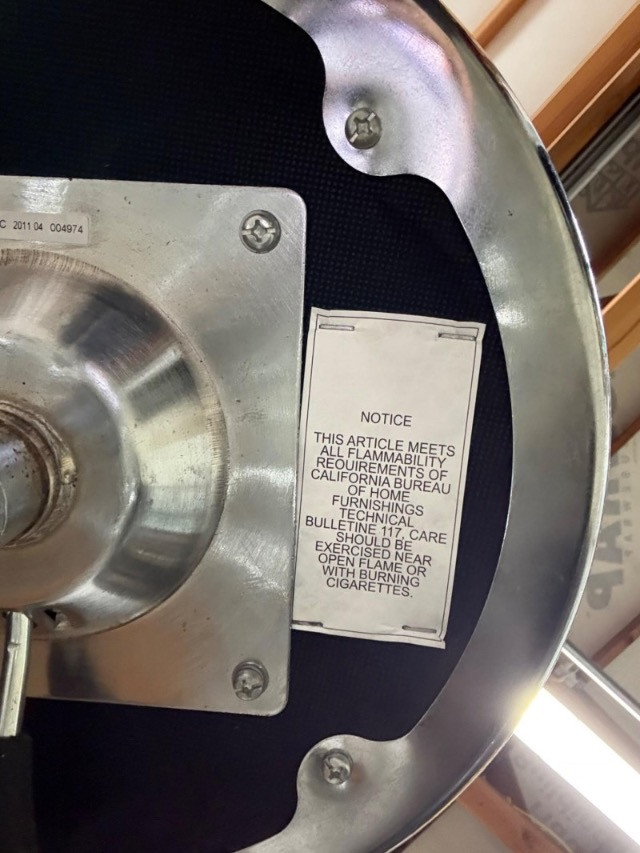 C 2011 04 004974
NOTICE
THIS ARTICLE MEETS
ALL FLAMMABILITY
REOUIREMENTS OF
CALIFORNIA BUREAU
OF HOME
FURNISHINGS
TECHNICAL
BULLETINE 117, CARE
SHOULD BE
EXERCISED NEAR
OPEN FLAME OR
WITH BURNING
CIGARETTES.